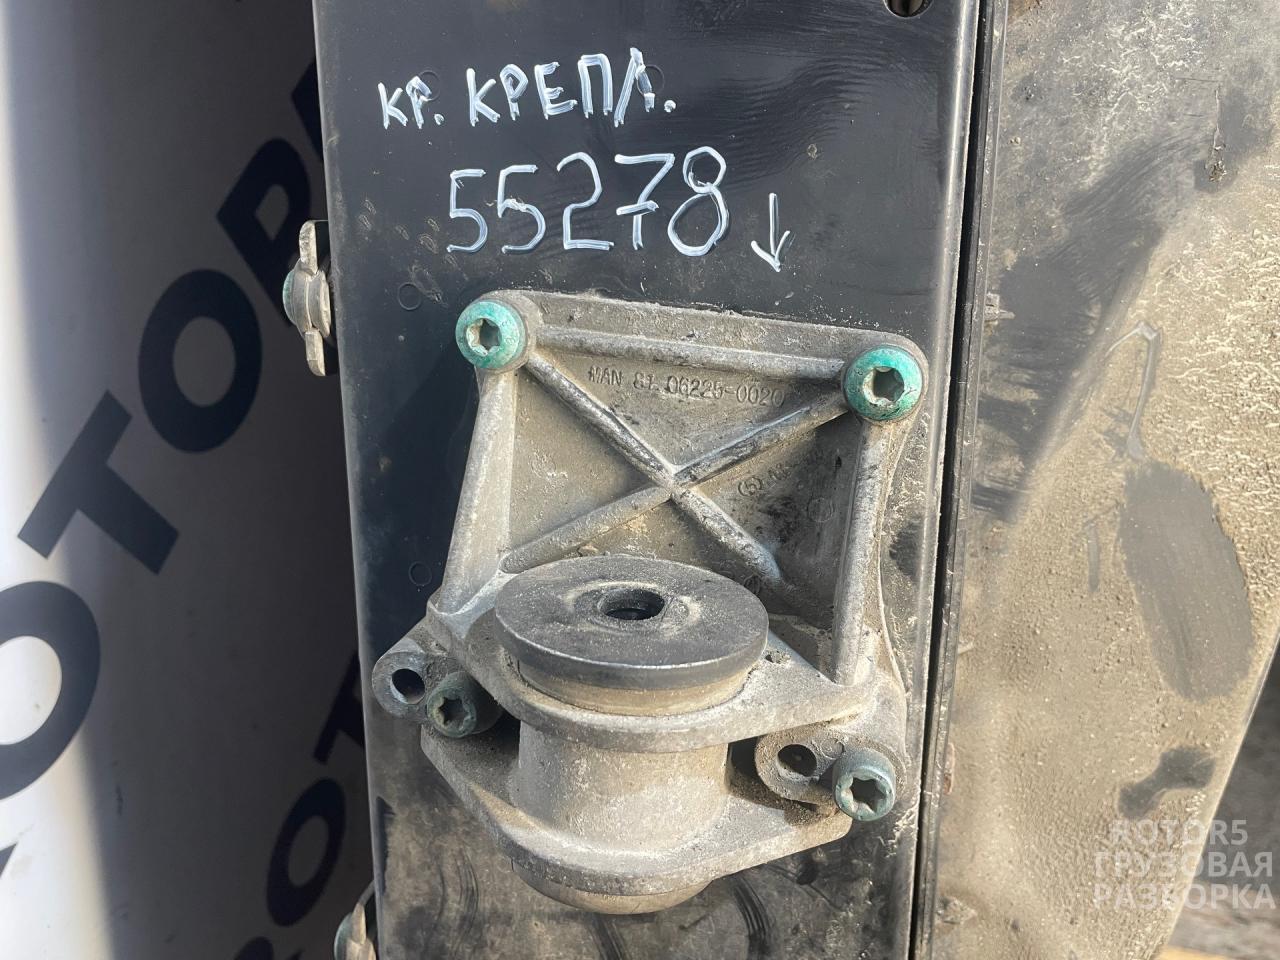 КР. КРЕПЛ.
55278
MAN 81.06225-0020
ROTOR5
ГРУЗОВАЯ
РАЗБОРКА